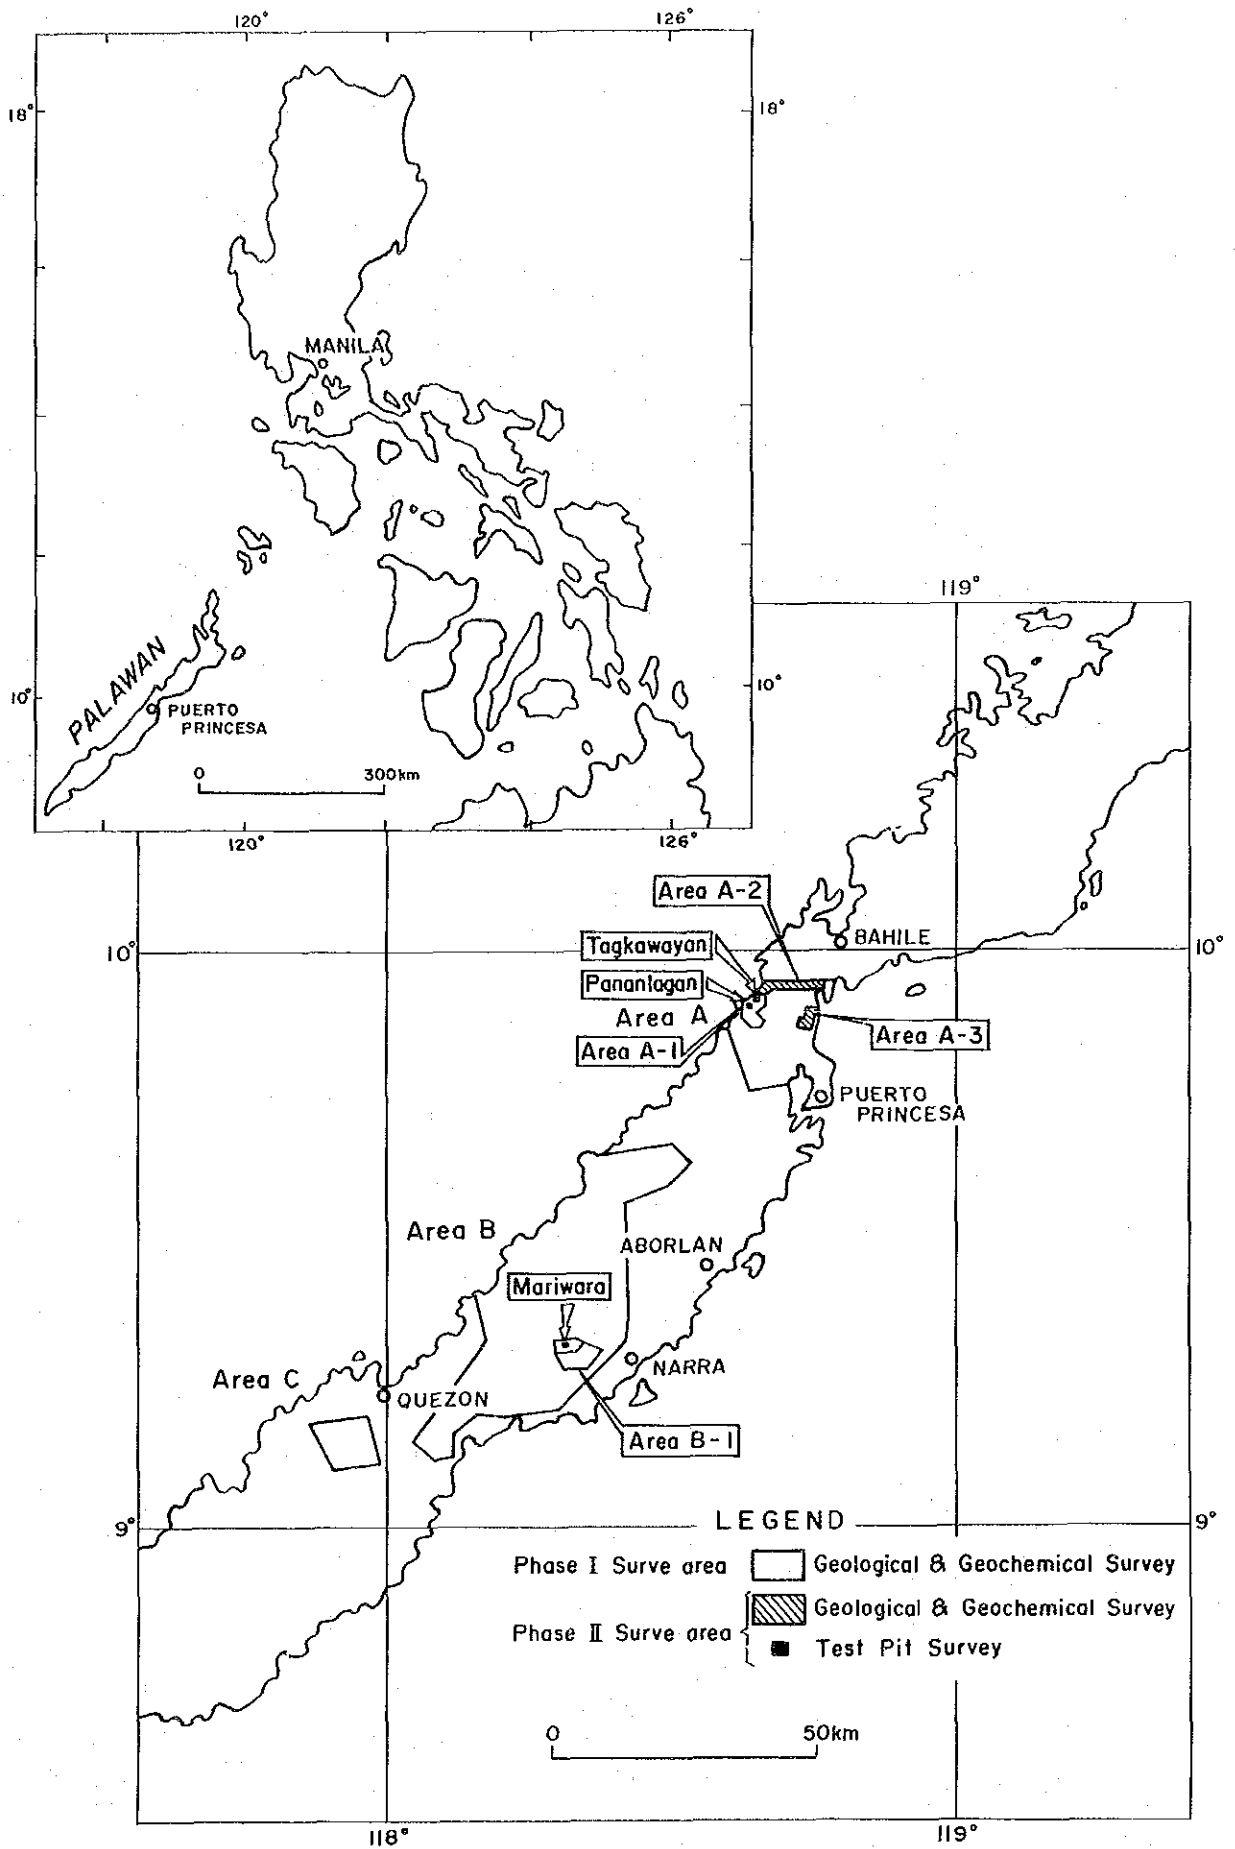 120°
126°
18°
18°
MANILA
119°
PALAWAN
10°
10°
PUERTO
PRINCESA
0
300km
120°
126°
Area A-2
BAHILE
10°
Tagkawayan
10°
Panantagan
Area A
Area A-3
Area A-1
PUERTO
PRINCESA
Area B
ABORLAN
Mariwara
NARRA
Area C
QUEZON
Area B-1
9°
LEGEND
9°
Phase I Surve area
Geological & Geochemical Survey
Geological & Geochemical Survey
Phase II Surve area
Test Pit Survey
0
50km
118°
119°